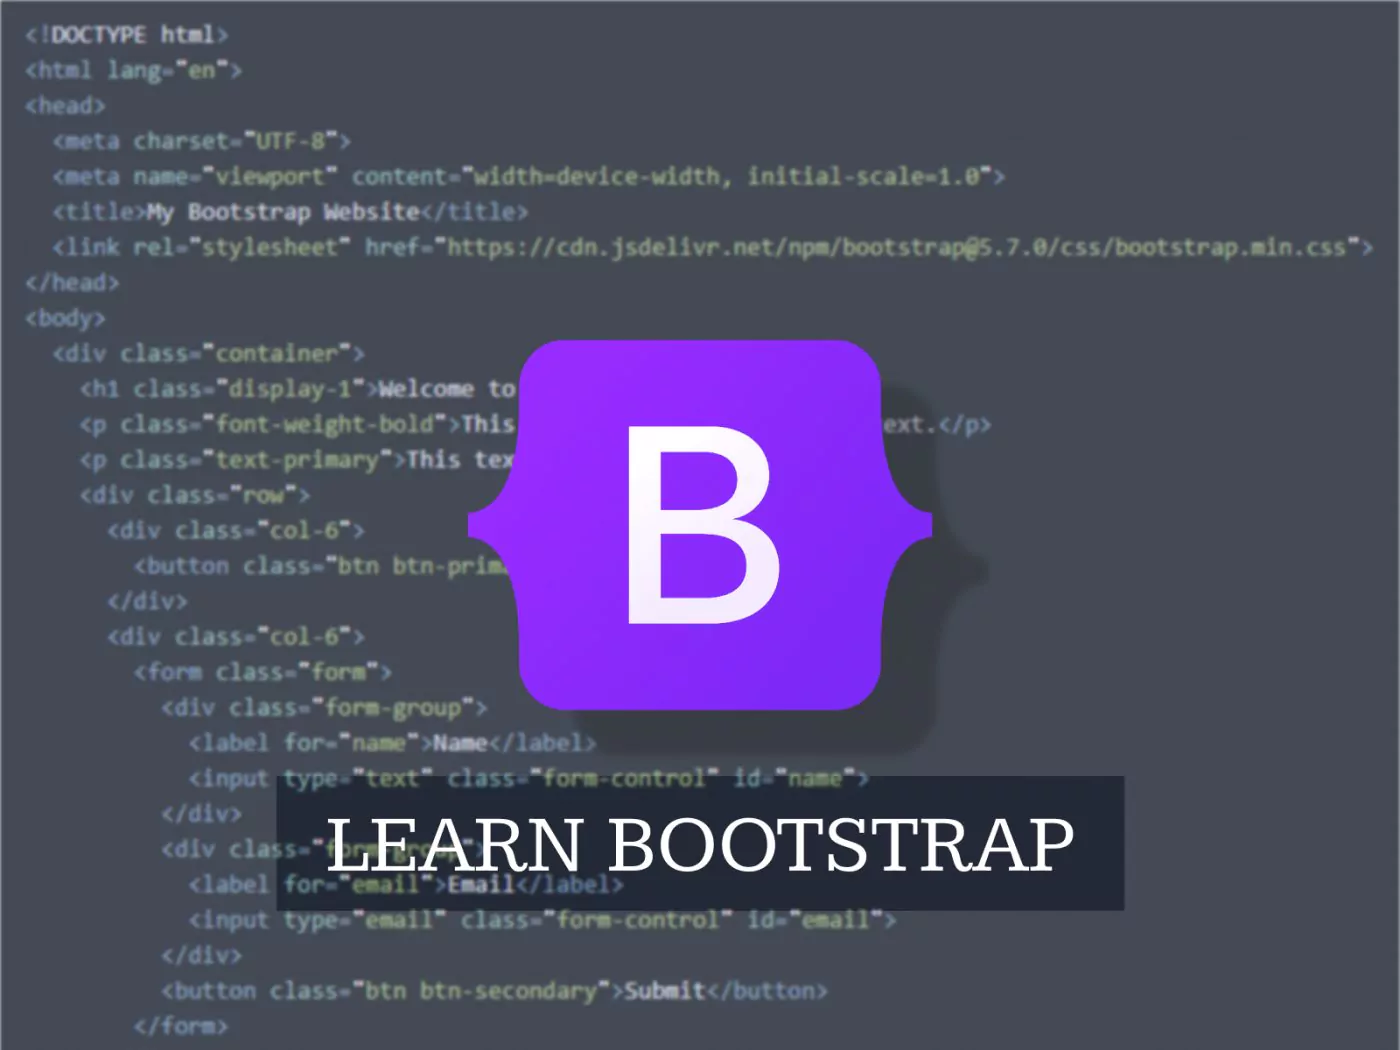 <!DOCTYPE html>
<html lang="en">
<head>
<meta charset="UTF-8">
<meta name="viewport" content="width=device-width, initial-scale=1.0">
<title>My Bootstrap Website</title>
<link rel="stylesheet" href="https://cdn.jsdelivr.net/npm/bootstrap@5.7.0/css/bootstrap.min.css">
</head>
<body>
<div class="container">
<h1 class="display-1">Welcome to
<p class="font-weight-bold">This ext.</p>
<p class="text-primary">This tex
<div class="row">
<div class="col-6">
<button class="btn btn-prim
</div>
<div class="col-6">
<form class="form">
<div class="form-group">
<label for="name">Name</label>
<input type="text" class="form-control" id="name">
</div>
<div class="form-group">
<label for="email">Email</label>
<input type="email" class="form-control" id="email">
</div>
<button class="btn btn-secondary">Submit</button>
</form>
B
LEARN BOOTSTRAP